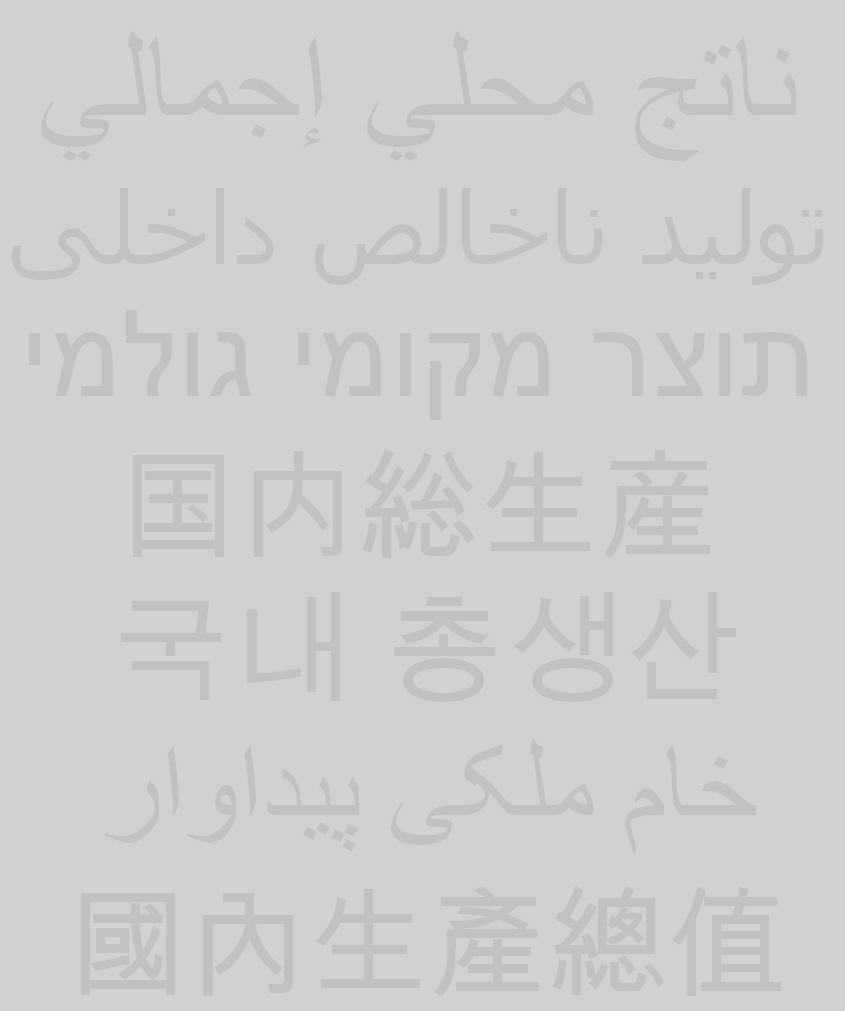 ناتج محلي إجمالي
تولید ناخالص داخلی
תוצר מקומי גולמי
国内総生産
국내 총생산
خام ملکی پیداوار
國內生產總值